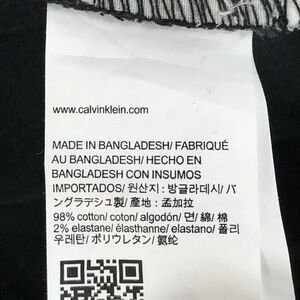 www.calvinklein.com
MADE IN BANGLADESH/ FABRIQUÉ
AU BANGLADESH/ HECHO EN
BANGLADESH CON INSUMOS
IMPORTADOS/ 원산지 : 방글라데시/ バ
ングラデシュ製/ 產地 : 孟加拉
98% cotton/ coton/ algodón/ 면/ 綿/ 棉
2% elastane/ élasthanne/ elastano/ 폴리
우레탄/ ポリウレタン/ 氨纶